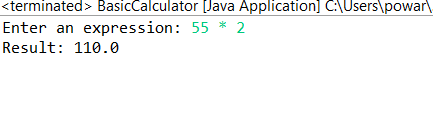 <terminated> BasicCalculator [Java Application] C:\Users\powar\
Enter an expression: 55 * 2
Result: 110.0